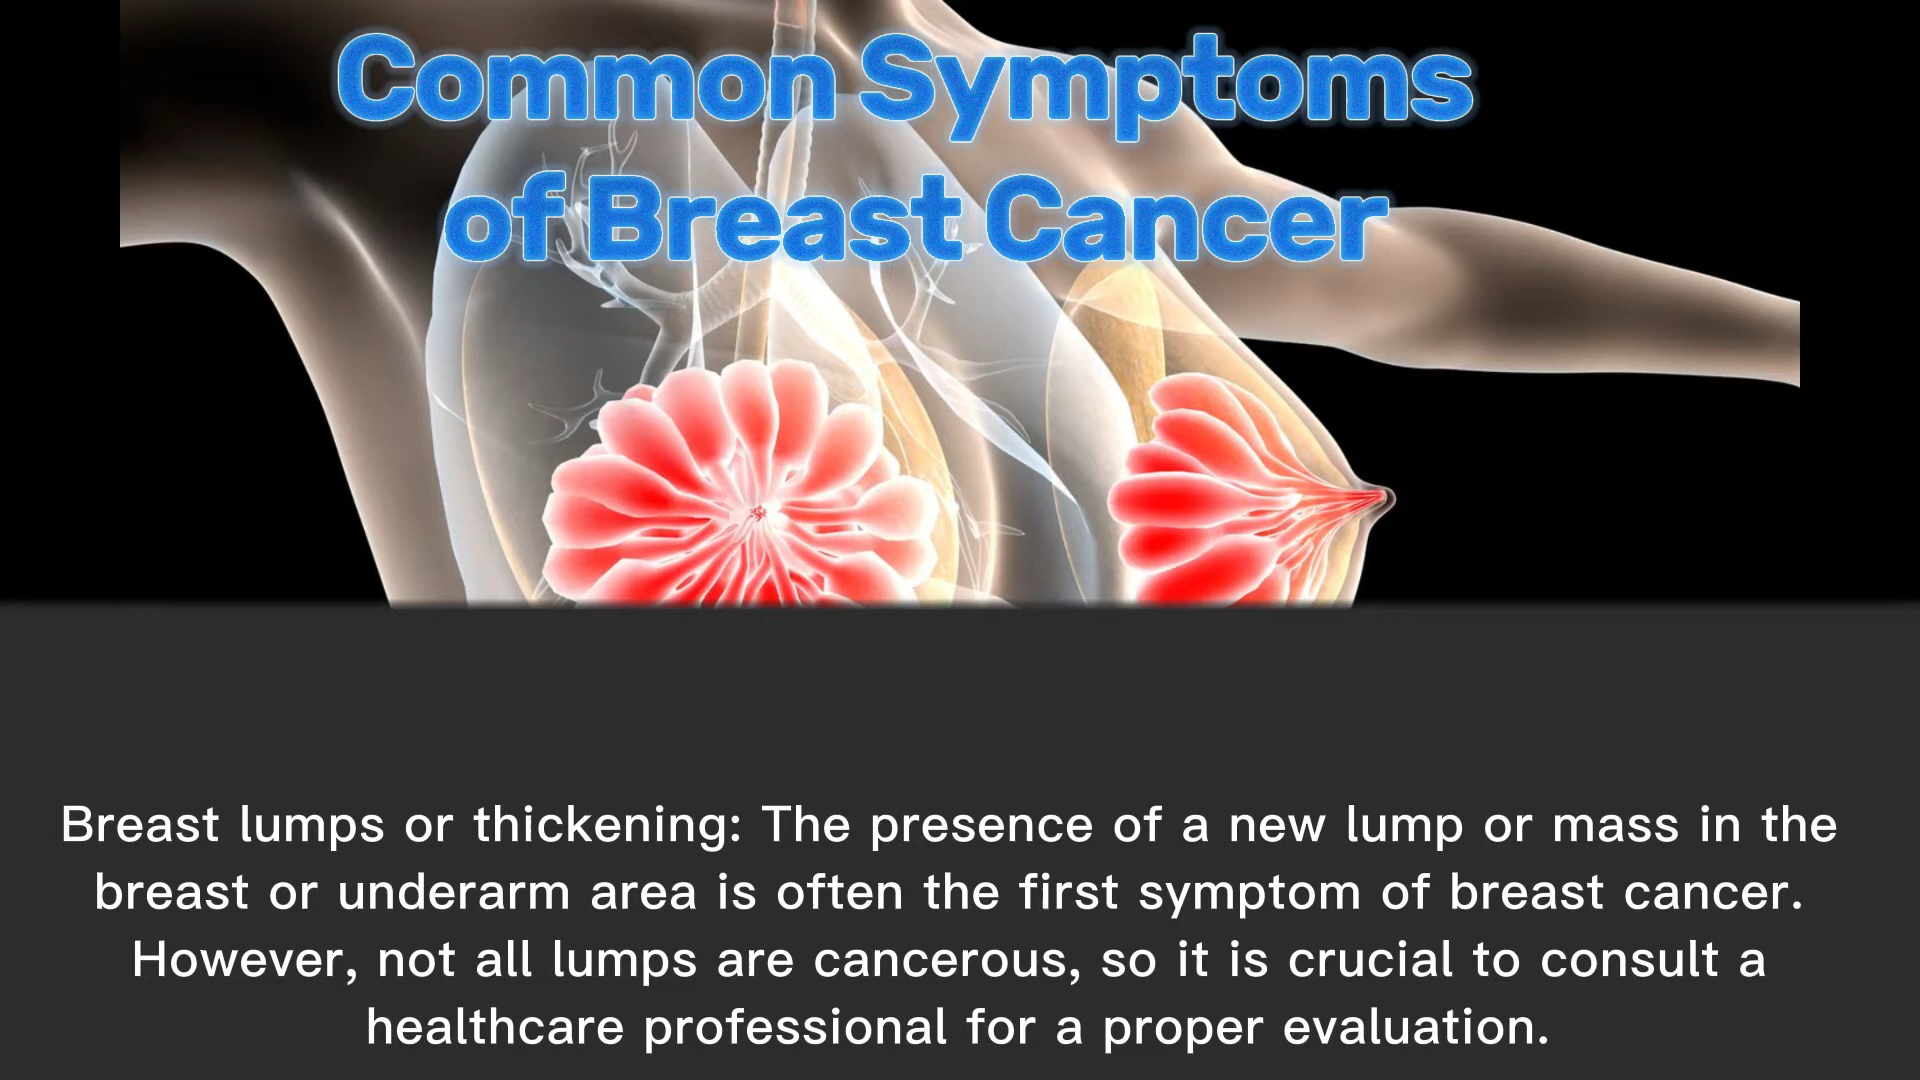 Common Symptoms
of Breast Cancer
Breast lumps or thickening: The presence of a new lump or mass in the
breast or underarm area is often the first symptom of breast cancer.
However, not all lumps are cancerous, so it is crucial to consult a
healthcare professional for a proper evaluation.